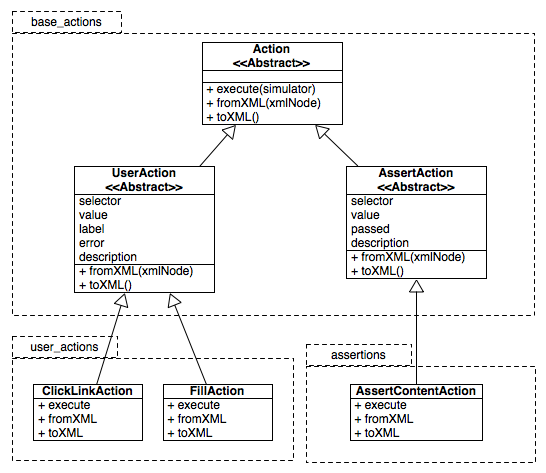 base_actions
Action
<<Abstract>>
+ execute(simulator)
+ fromXML(xmlNode)
+ toXML()
UserAction
<<Abstract>>
selector
value
label
error
description
+ fromXML(xmlNode)
+ toXML()
AssertAction
<<Abstract>>
selector
value
passed
description
+ fromXML(xmlNode)
+ toXML()
user_actions
ClickLinkAction
+ execute
+ fromXML
+ toXML
FillAction
+ execute
+ fromXML
+ toXML
assertions
AssertContentAction
+ execute
+ fromXML
+ toXML